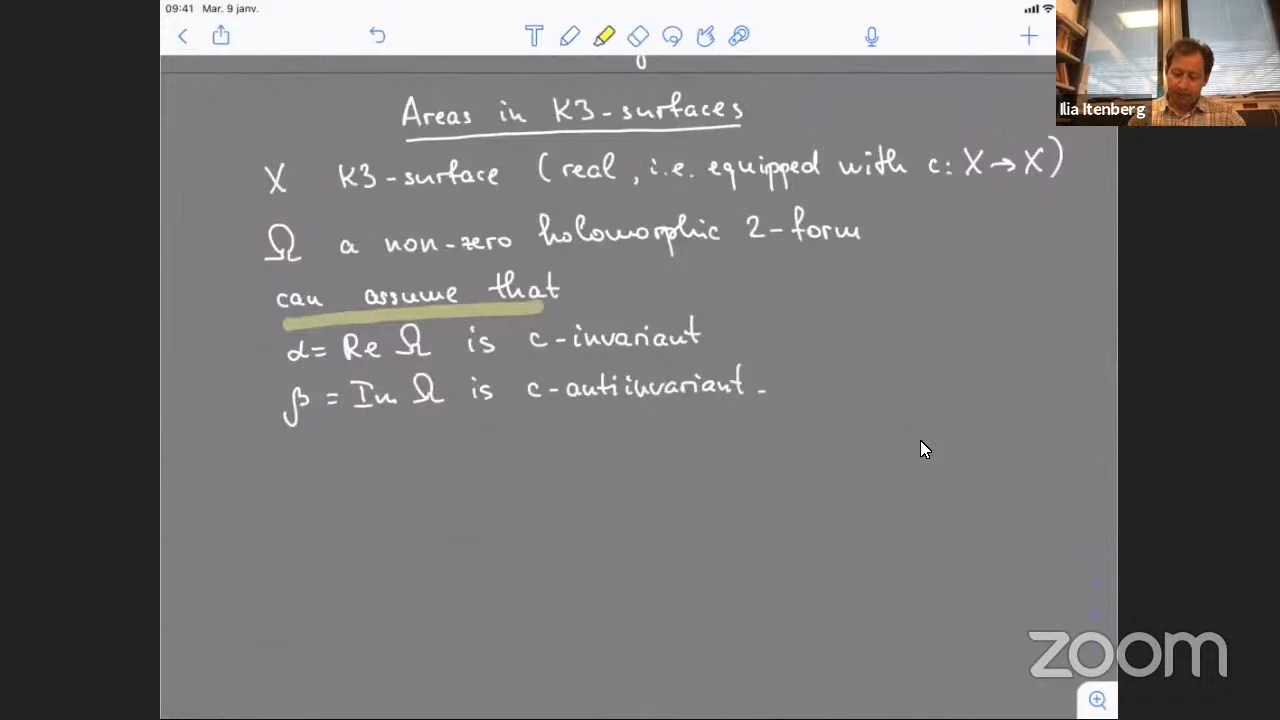 09:41 Mar. 9 janv.
Ilia Itenberg
Areas in K3-surfaces
X K3-surface (real, i.e. equipped with c: X→X)
Ω a non-zero holomorphic 2-form
can assume that
α = Re Ω is c-invariant
β = Im Ω is c-antiinvariant.
zoom